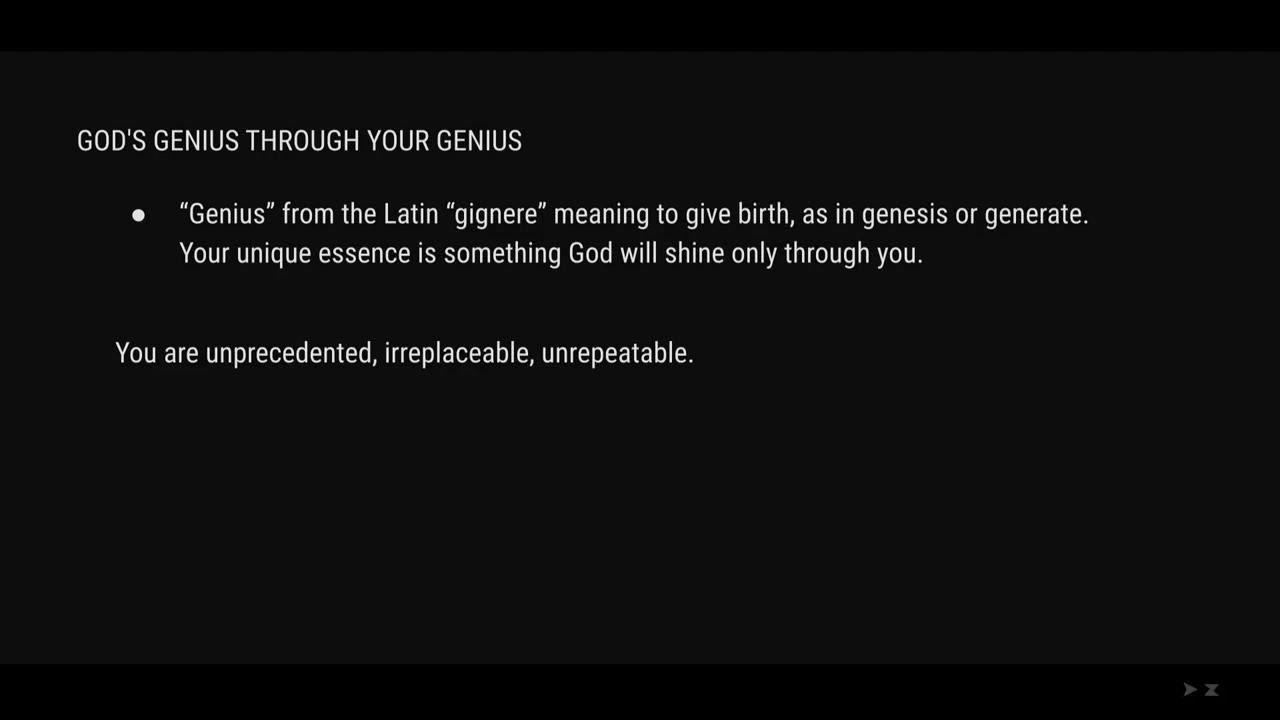 GOD'S GENIUS THROUGH YOUR GENIUS
● “Genius” from the Latin “gignere” meaning to give birth, as in genesis or generate.
Your unique essence is something God will shine only through you.
You are unprecedented, irreplaceable, unrepeatable.